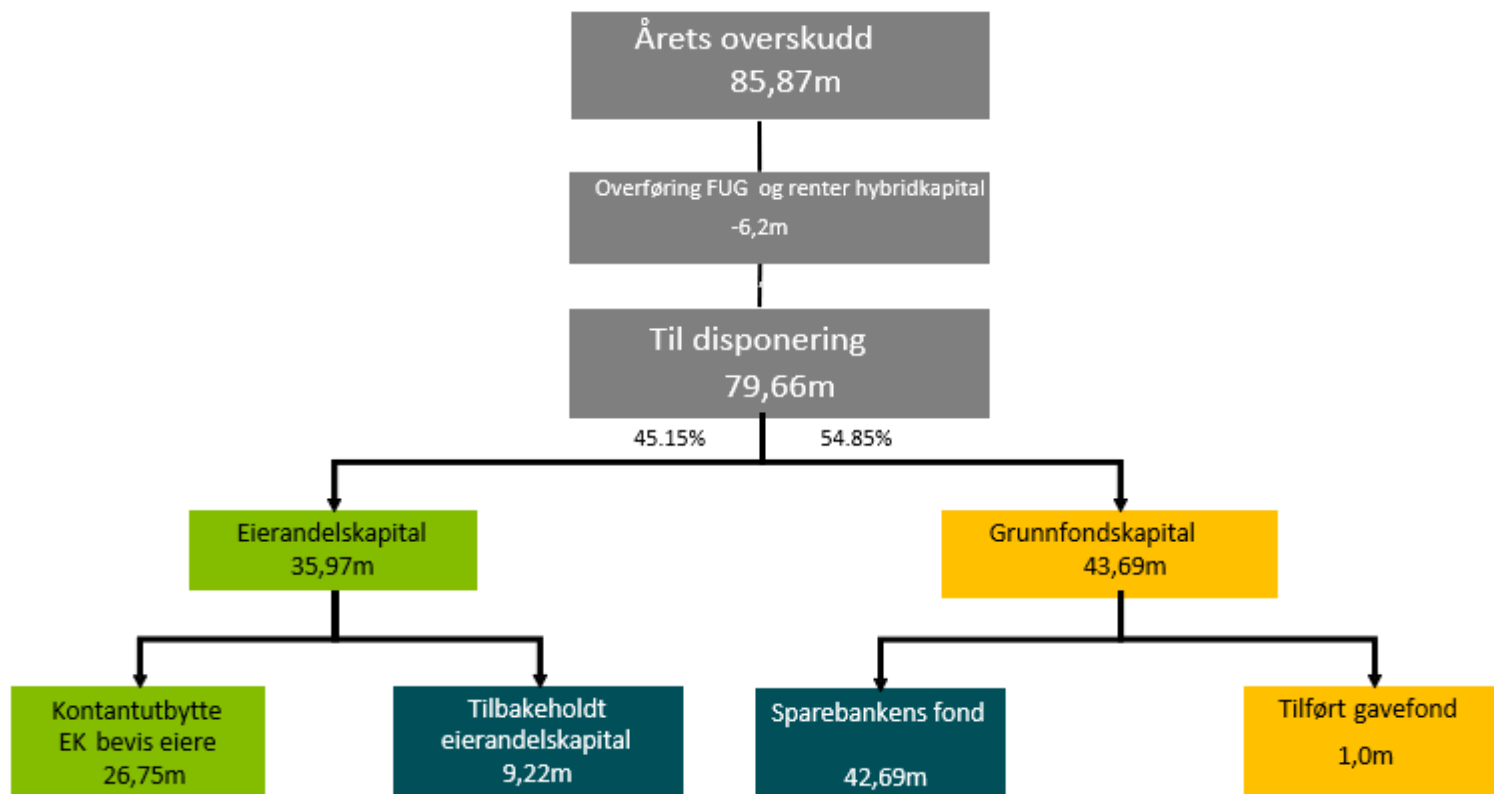 Årets overskudd
85,87m
Overføring FUG og renter hybridkapital
-6,2m
Til disponering
79,66m
45.15%
54.85%
Eierandelskapital
35,97m
Grunnfondskapital
43,69m
Kontantutbytte
EK bevis eiere
26,75m
Tilbakeholdt
eierandelskapital
9,22m
Sparebankens fond
42,69m
Tilført gavefond
1,0m